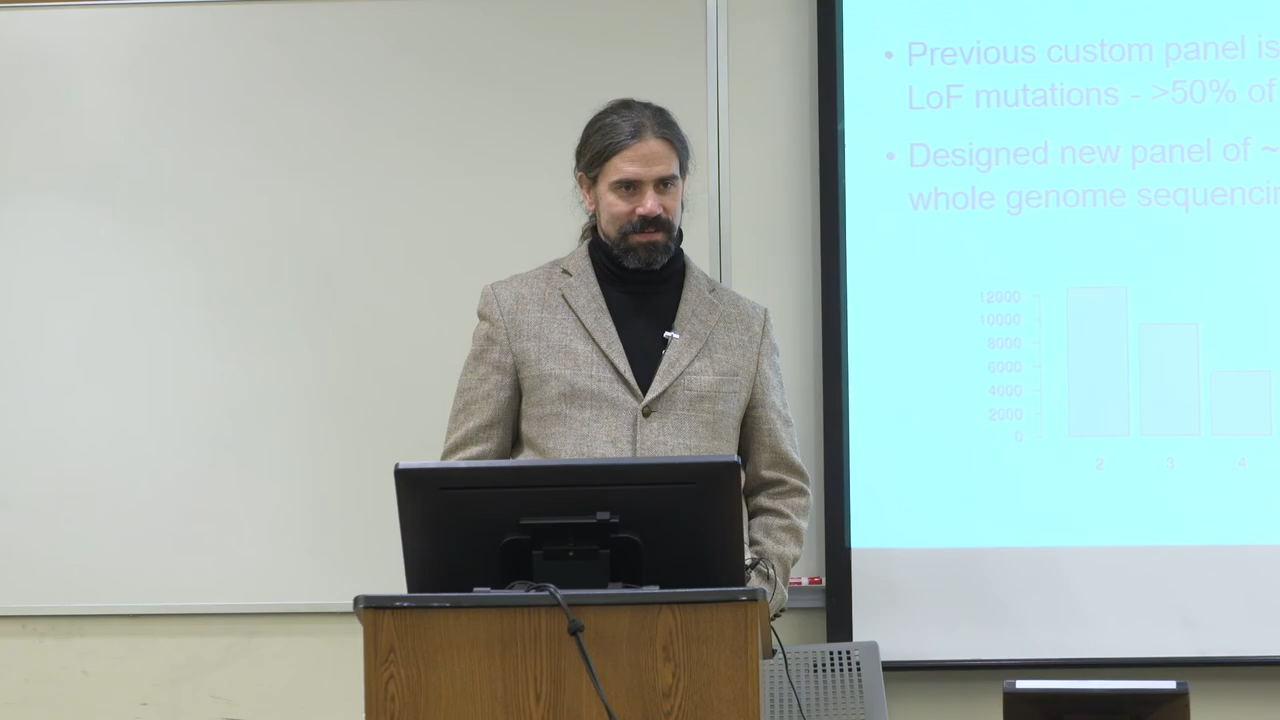 • Previous custom panel is
LoF mutations - >50% of
• Designed new panel of ~
whole genome sequencin
12000
10000
8000
6000
4000
2000
0
2 3 4